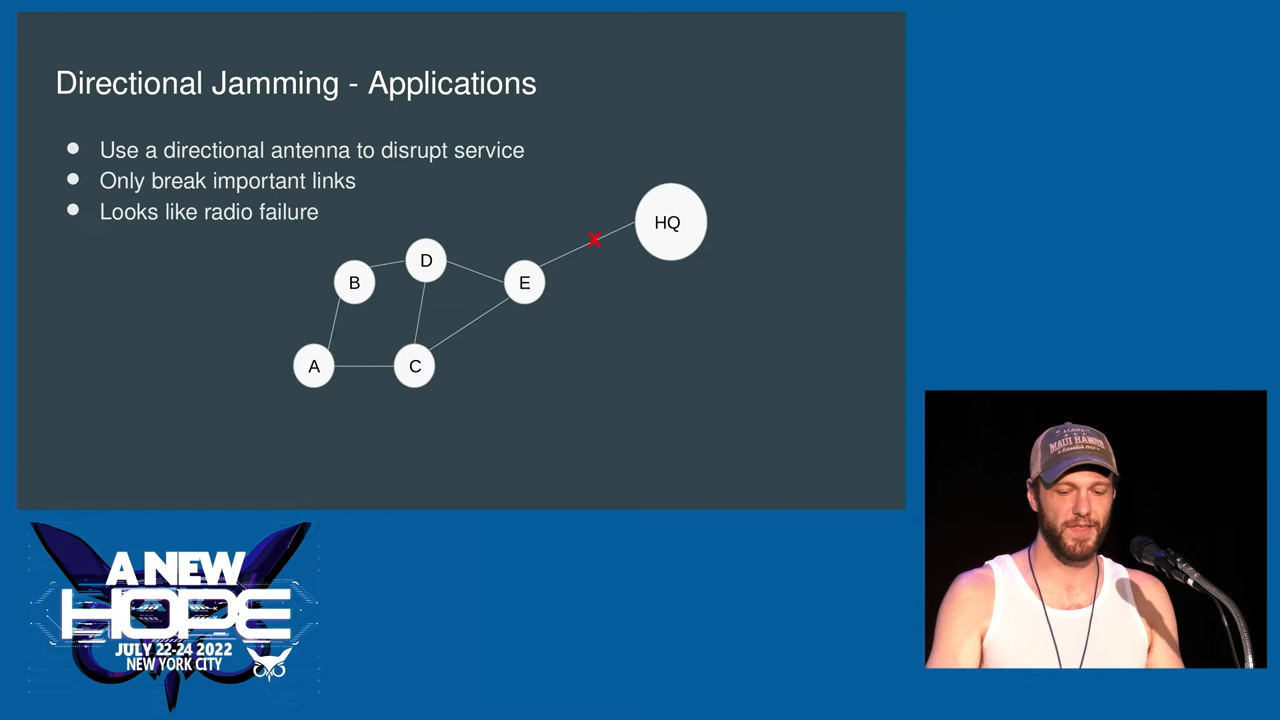 Directional Jamming - Applications
● Use a directional antenna to disrupt service
● Only break important links
● Looks like radio failure
HQ
D
B
E
A
C
MAUI HAWAII
A NEW
HOPE
JULY 22-24 2022
NEW YORK CITY